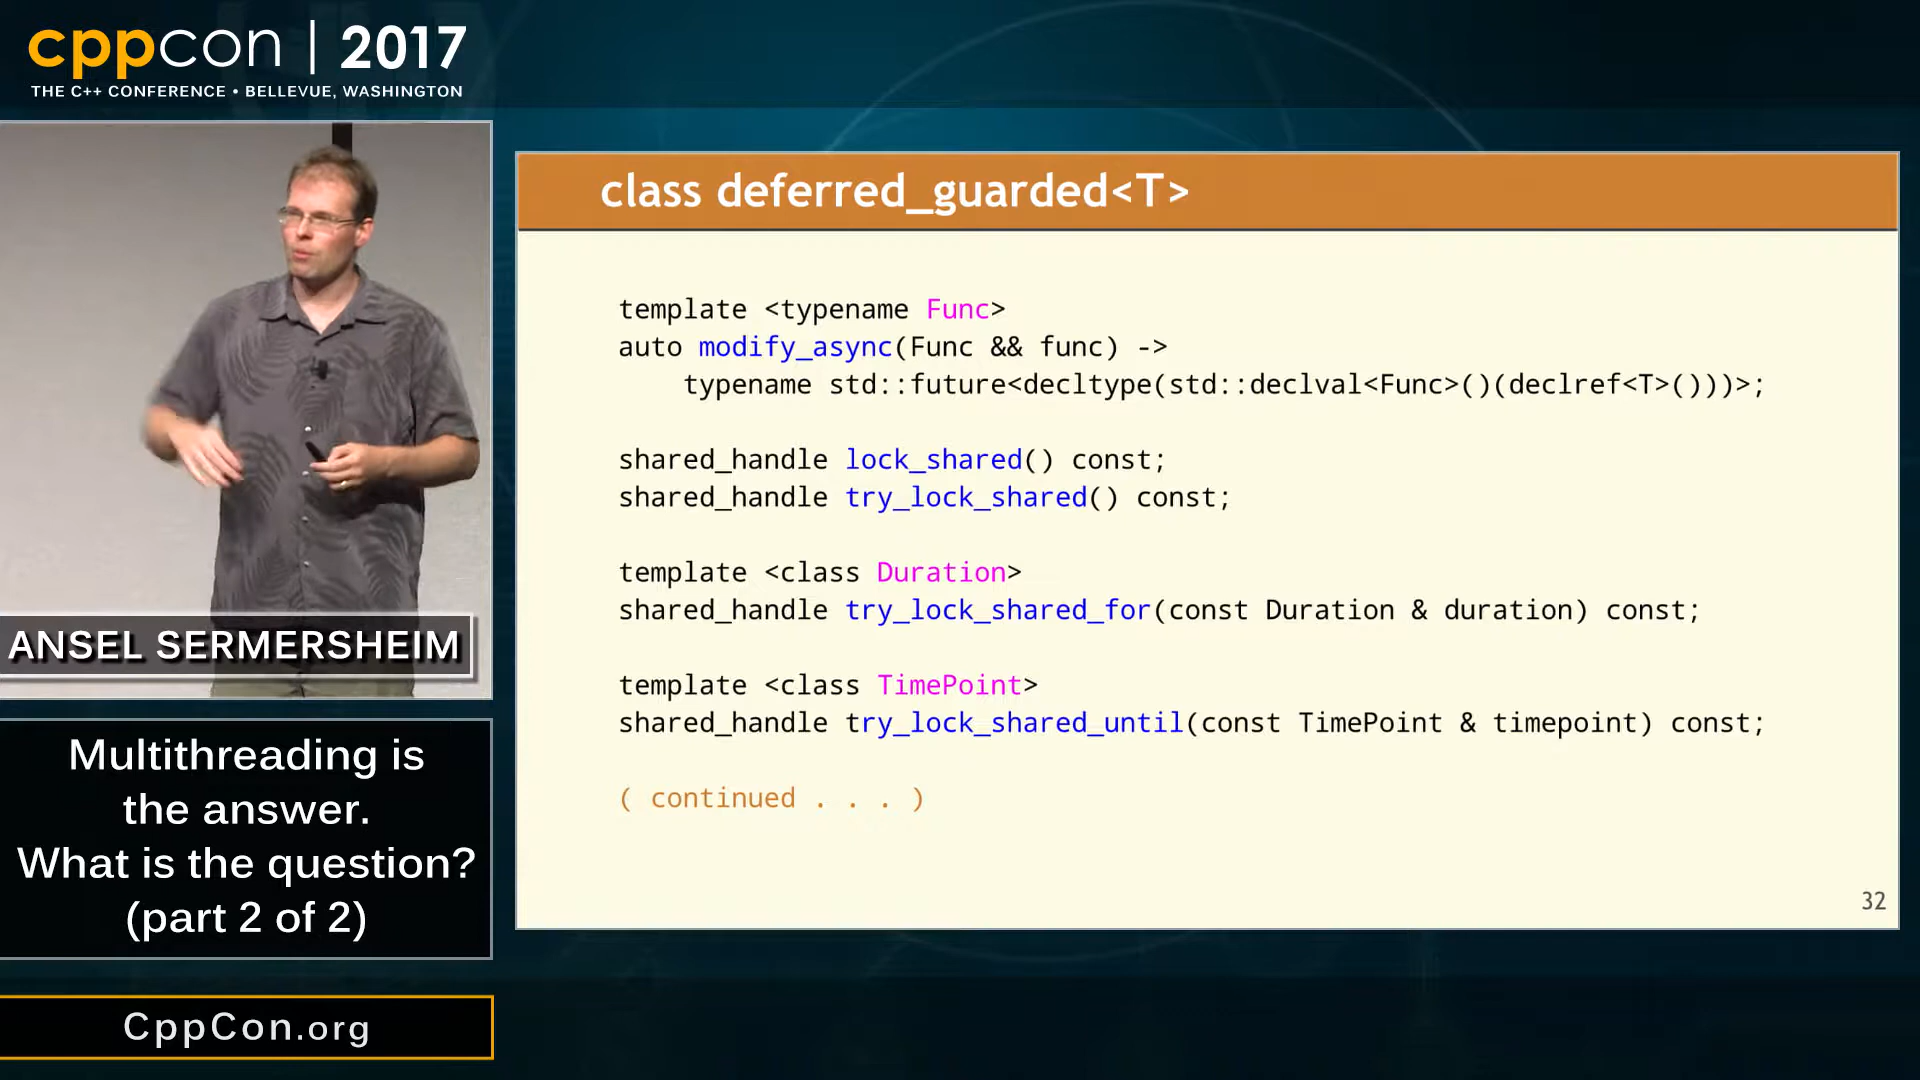 cppcon | 2017
THE C++ CONFERENCE • BELLEVUE, WASHINGTON
ANSEL SERMERSHEIM
Multithreading is
the answer.
What is the question?
(part 2 of 2)
CppCon.org
class deferred_guarded<T>
template <typename Func>
auto modify_async(Func && func) ->
typename std::future<decltype(std::declval<Func>()(declref<T>()))>;
shared_handle lock_shared() const;
shared_handle try_lock_shared() const;
template <class Duration>
shared_handle try_lock_shared_for(const Duration & duration) const;
template <class TimePoint>
shared_handle try_lock_shared_until(const TimePoint & timepoint) const;
( continued . . . )
32